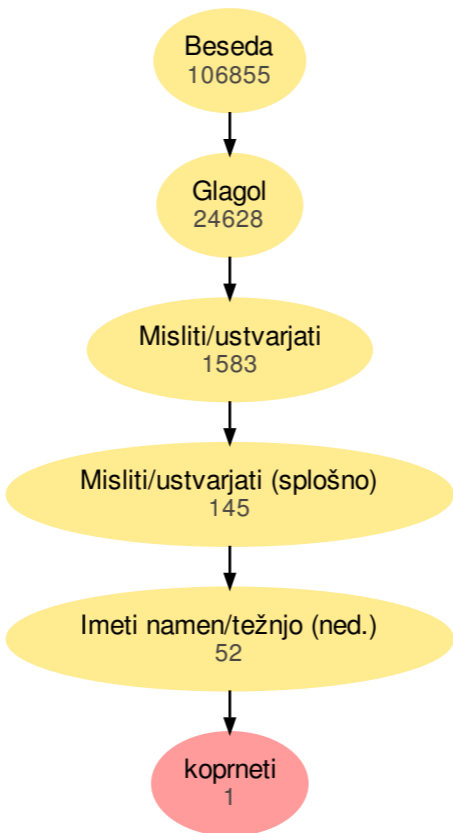 Beseda
106855
Glagol
24628
Misliti/ustvarjati
1583
Misliti/ustvarjati (splošno)
145
Imeti namen/težnjo (ned.)
52
koprneti
1